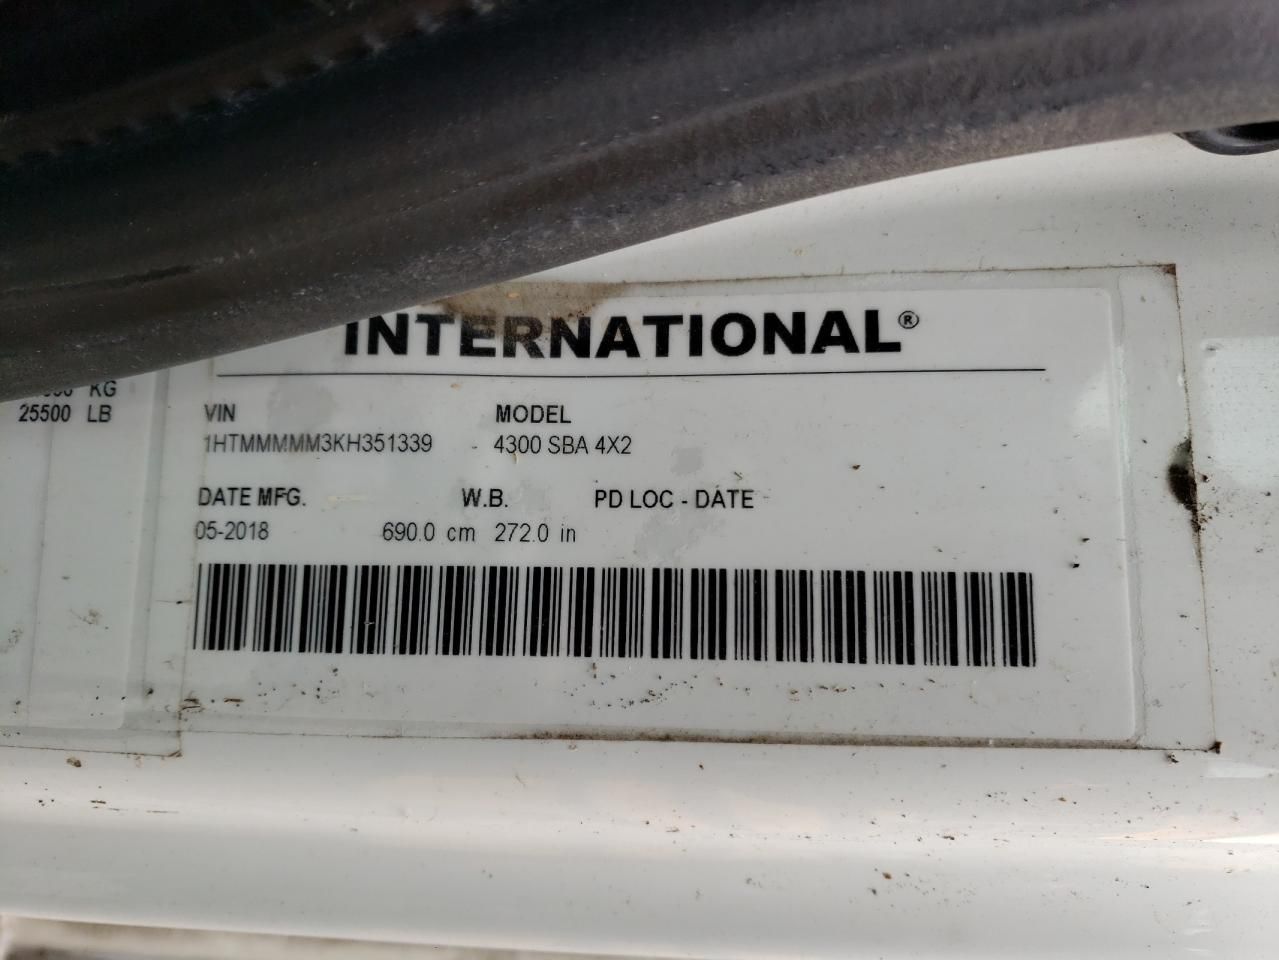 INTERNATIONAL®
KG
25500 LB
VIN MODEL
1HTMMMMM3KH351339 - 4300 SBA 4X2
DATE MFG. W.B. PD LOC - DATE
05-2018 690.0 cm 272.0 in